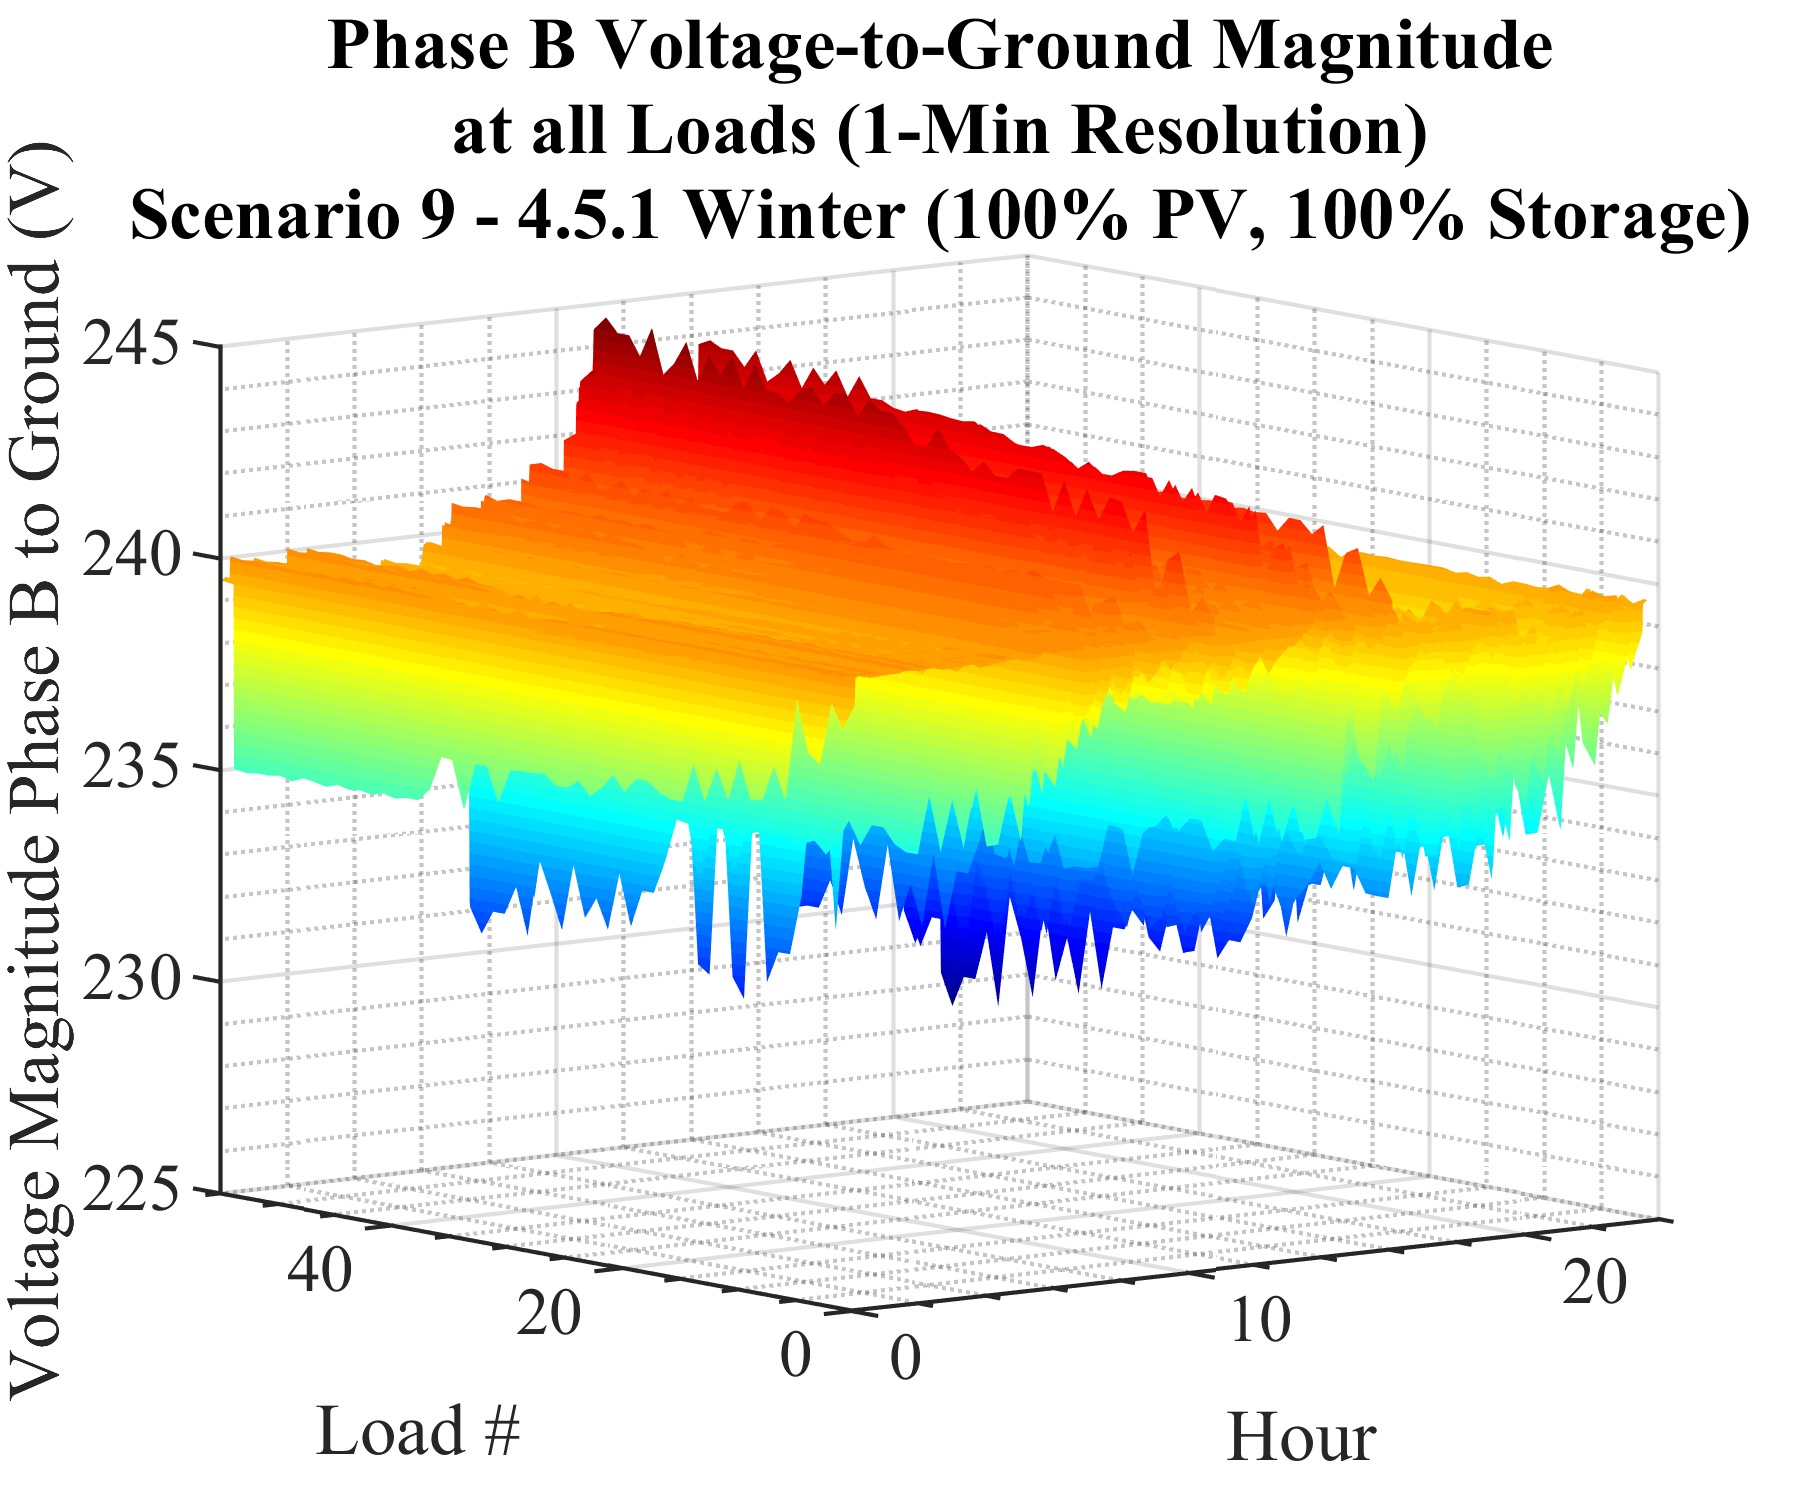 Phase B Voltage-to-Ground Magnitude
at all Loads (1-Min Resolution)
Scenario 9 - 4.5.1 Winter (100% PV, 100% Storage)
Voltage Magnitude Phase B to Ground (V)
245
240
235
230
225
40
20
0
0
10
20
Load #
Hour